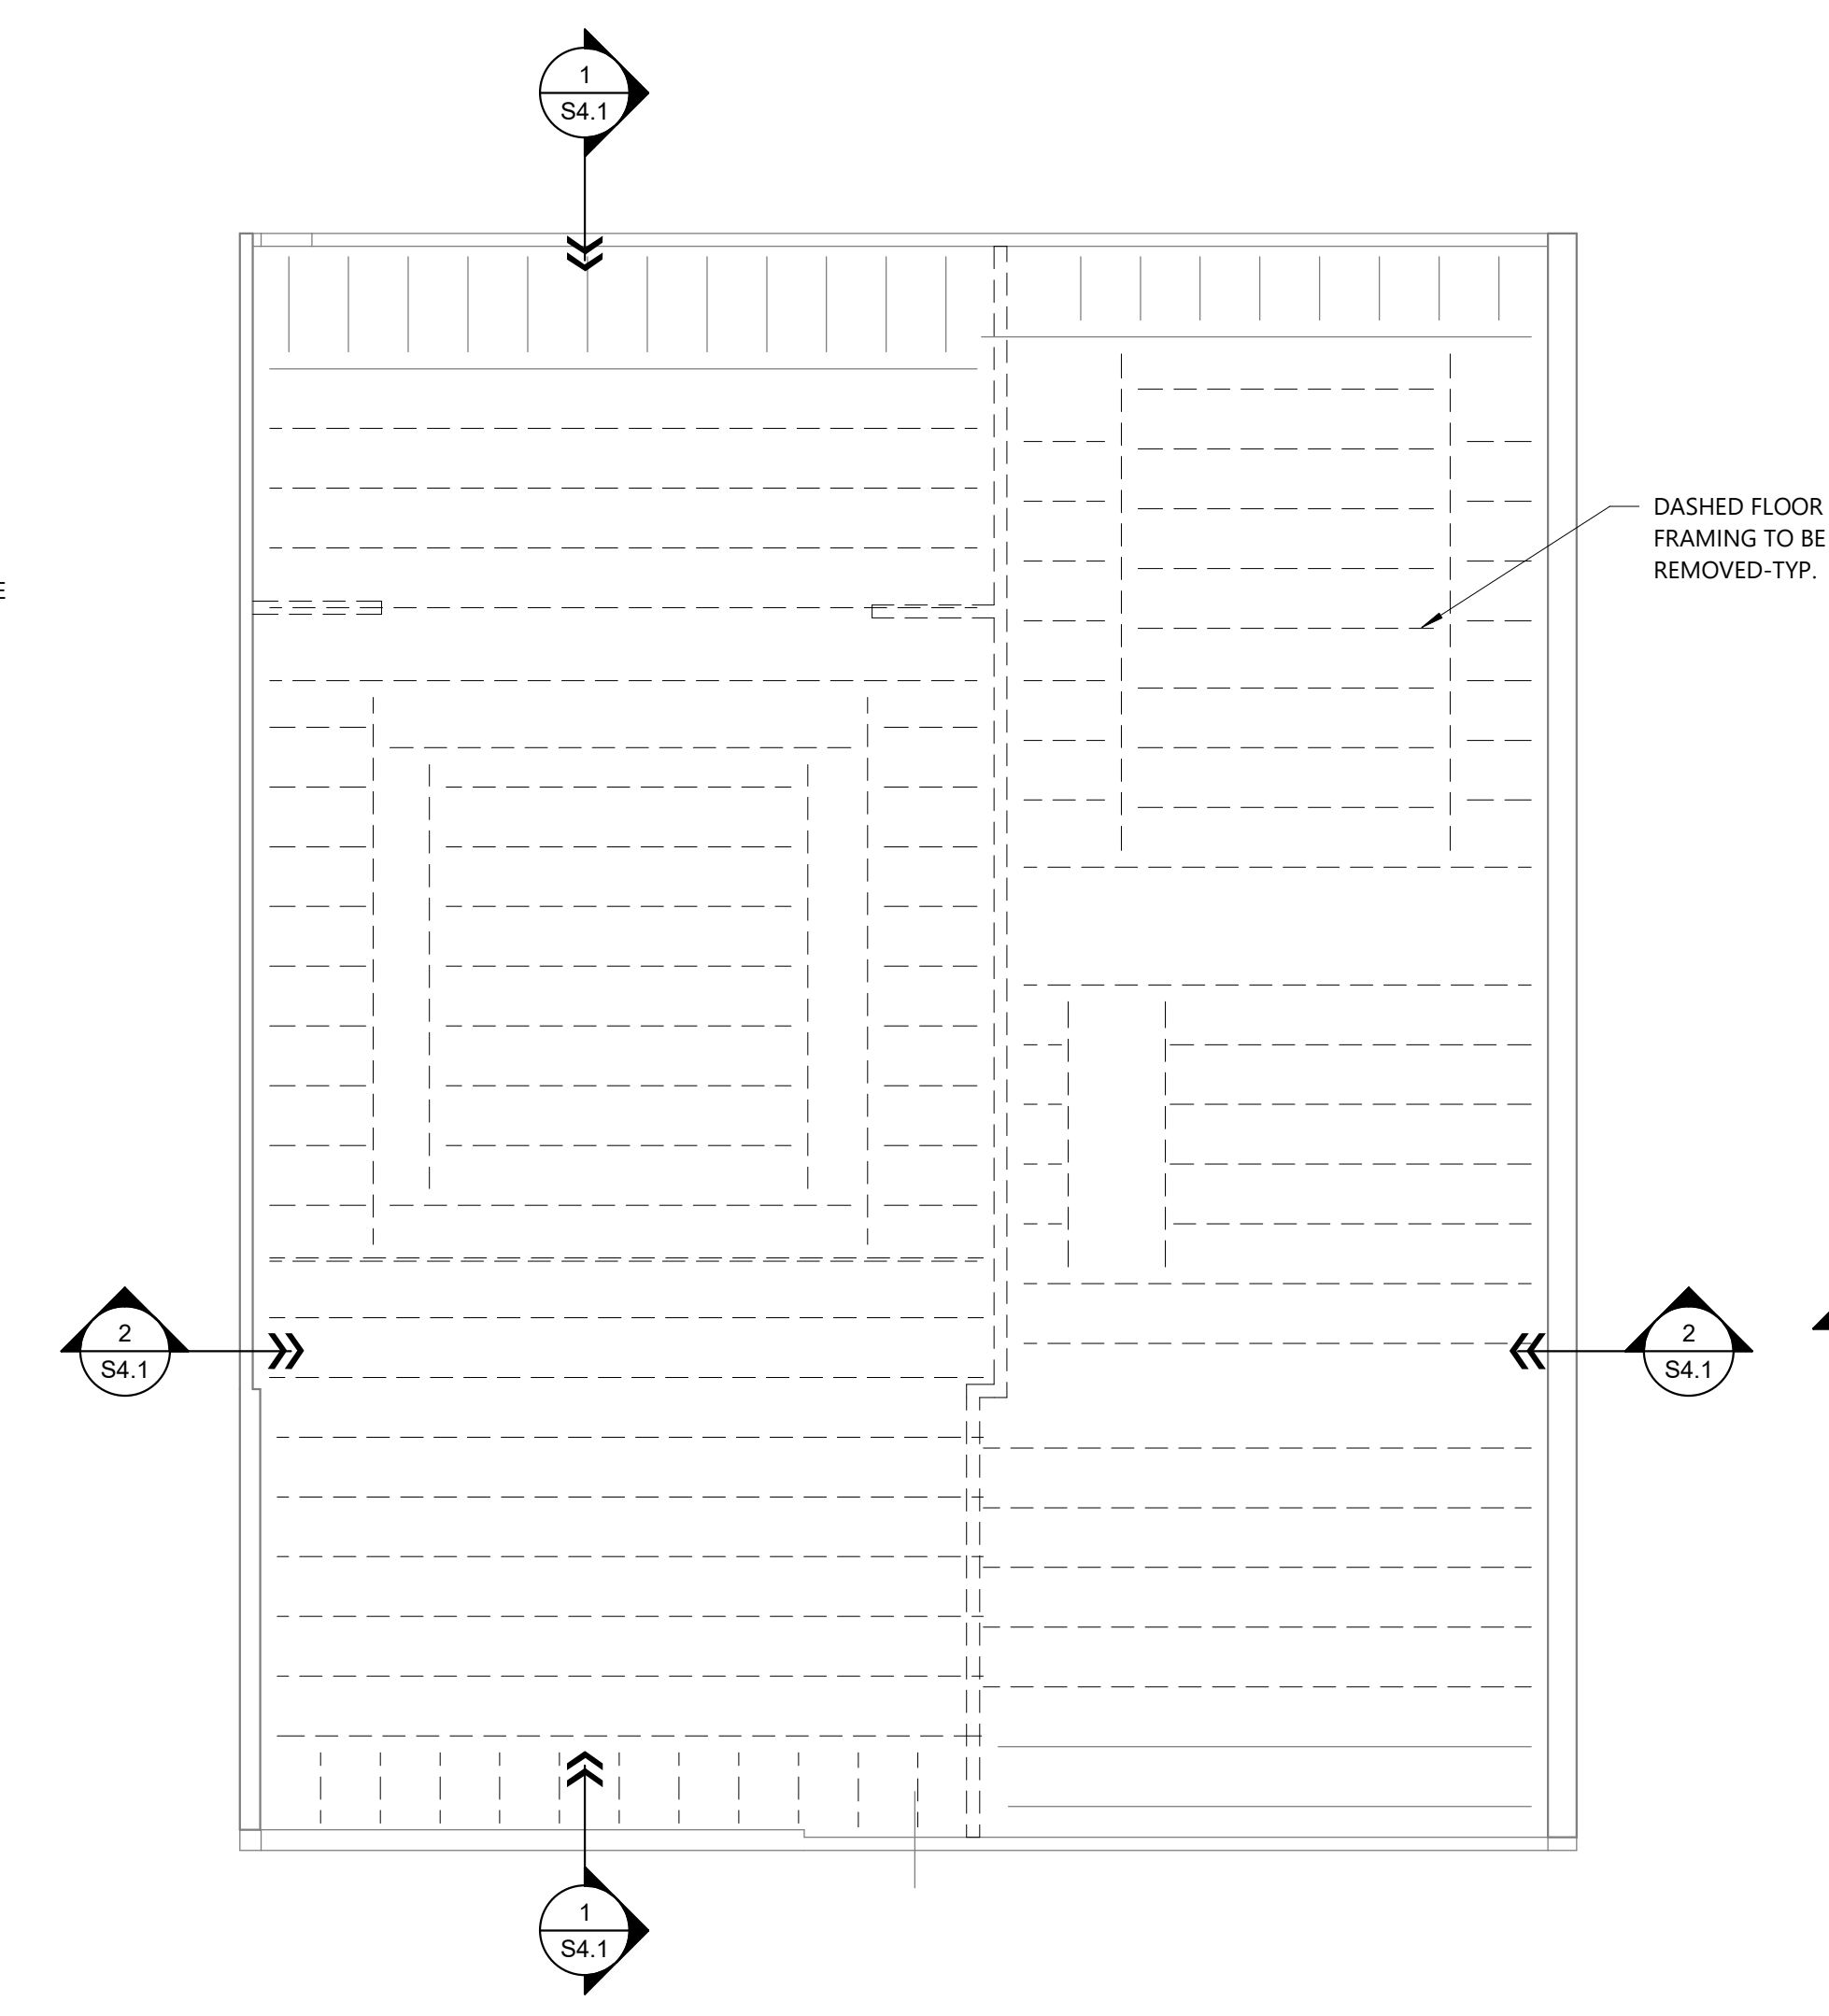 1
S4.1
DASHED FLOOR
FRAMING TO BE
REMOVED-TYP.
E
2
S4.1
2
S4.1
1
S4.1